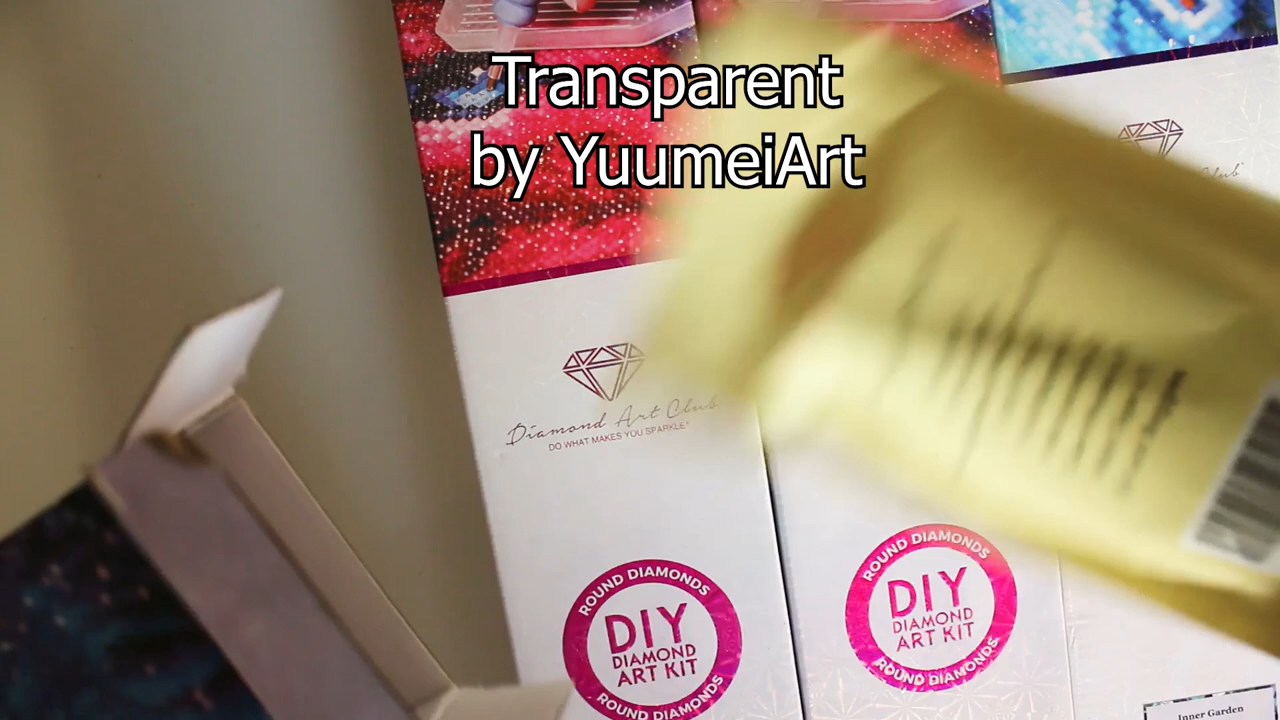 Transparent
by YuumeiArt
Club
Diamond Art Club
DO WHAT MAKES YOU SPARKLE
ROUND DIAMONDS
DIY
DIAMOND
ART KIT
ROUND DIAMONDS
ROUND DIAMONDS
DIY
DIAMOND
ART KIT
ROUND DIAMONDS
Inner Garden